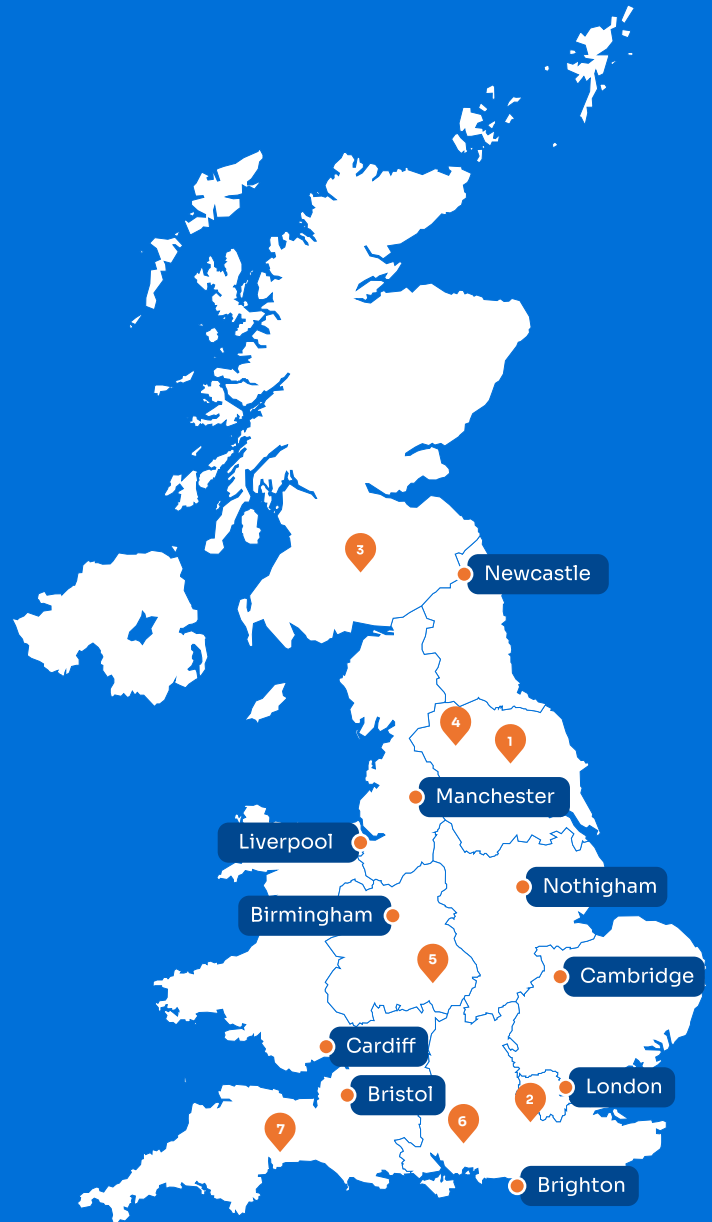 3
Newcastle
4
1
Manchester
Liverpool
Nothigham
Birmingham
5
Cambridge
Cardiff
London
Bristol
2
6
7
Brighton